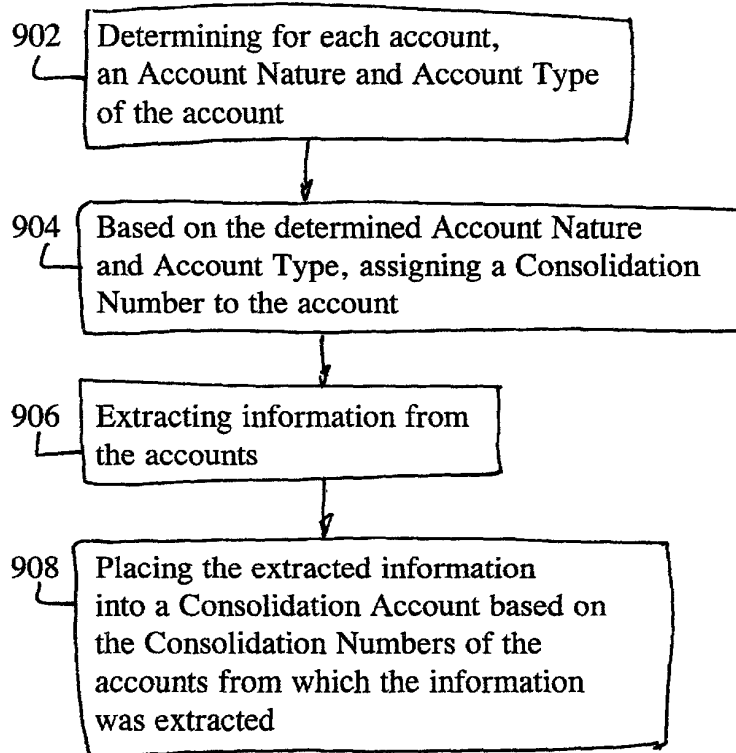 902
Determining for each account,
an Account Nature and Account Type
of the account
904
Based on the determined Account Nature
and Account Type, assigning a Consolidation
Number to the account
906
Extracting information from
the accounts
908
Placing the extracted information
into a Consolidation Account based on
the Consolidation Numbers of the
accounts from which the information
was extracted